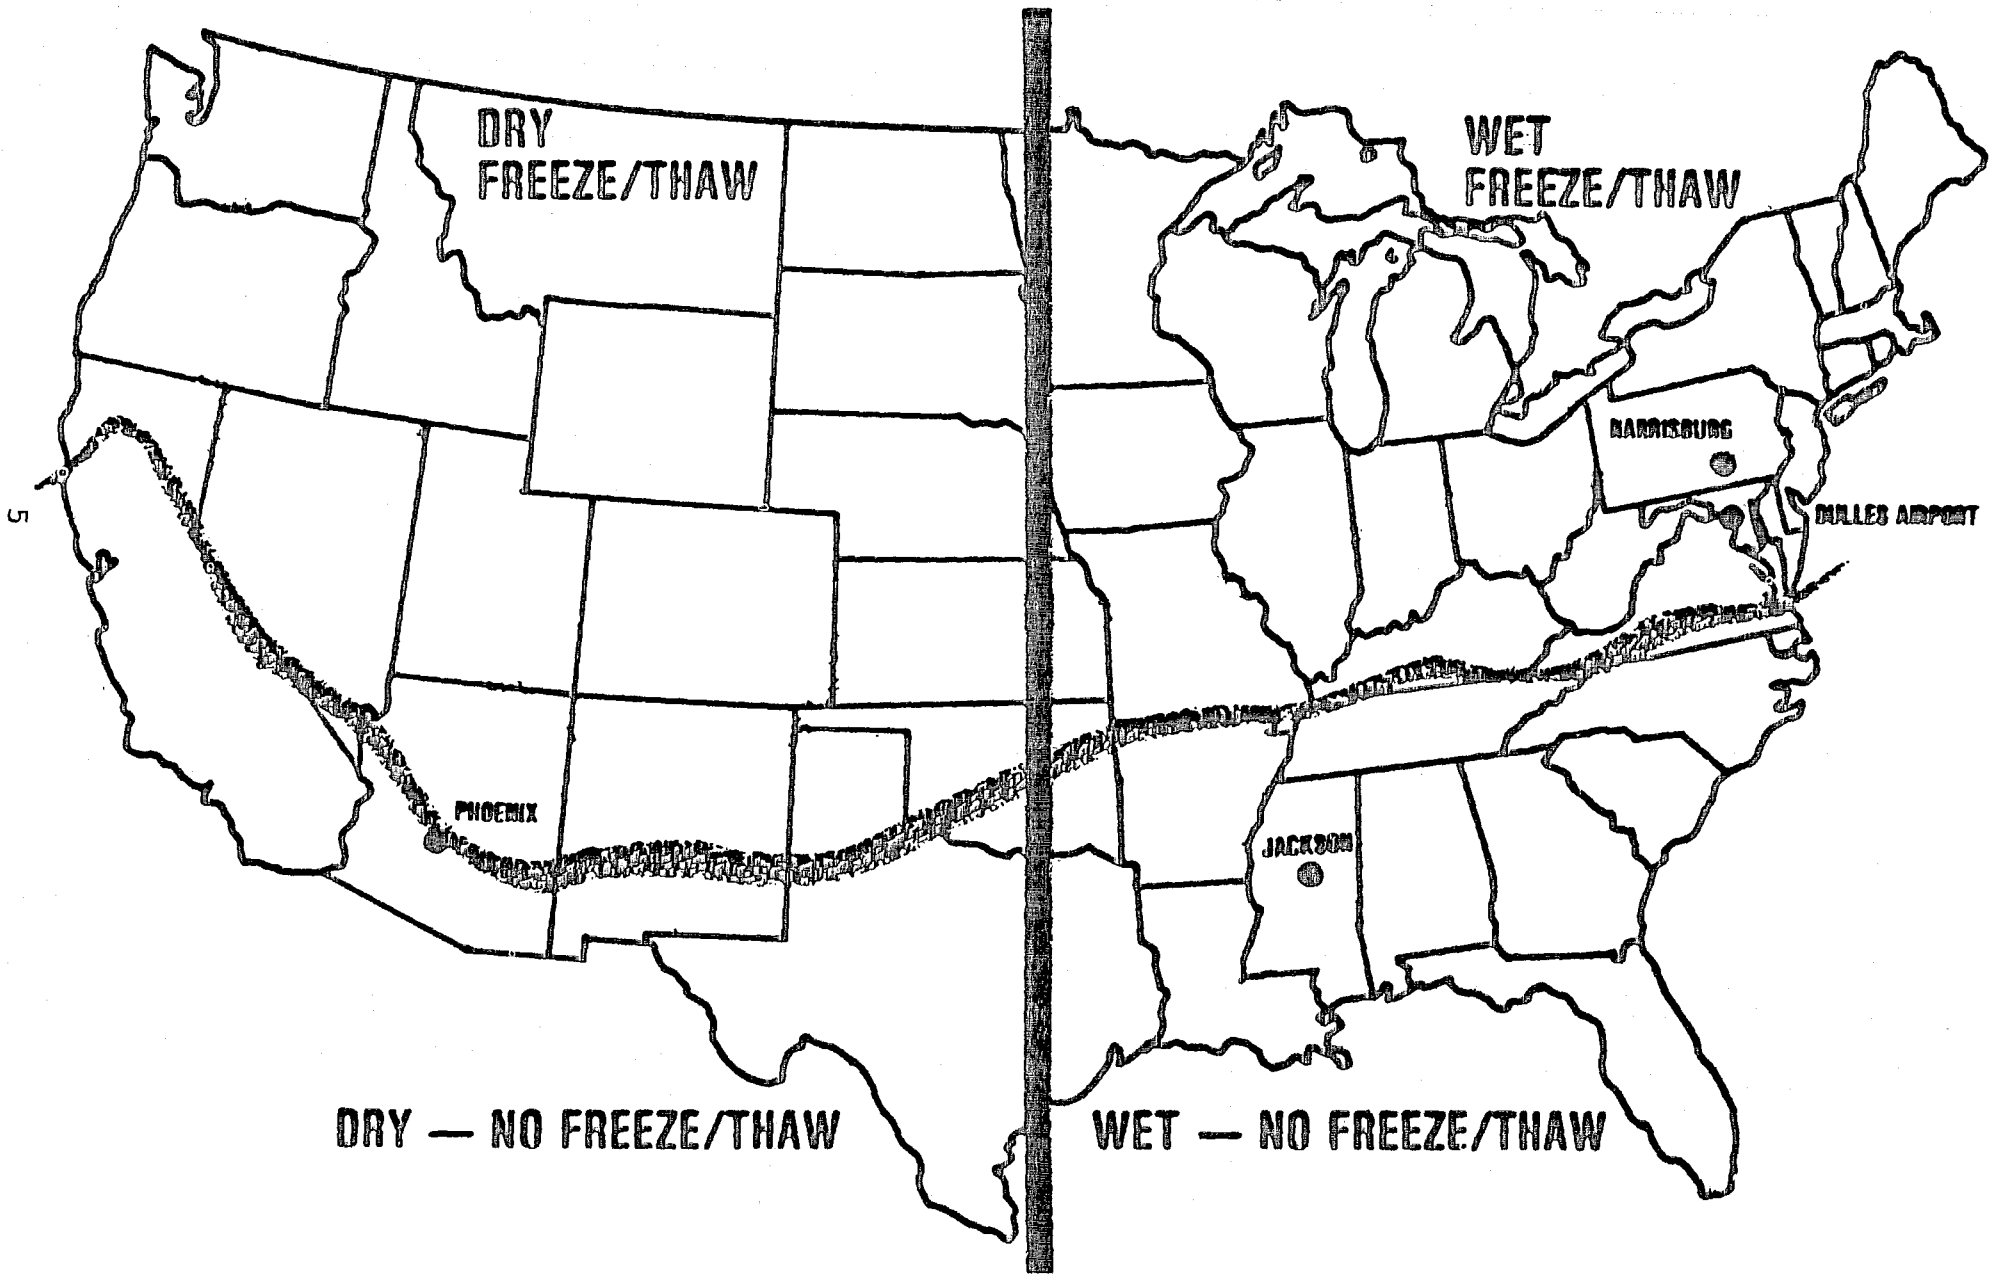 DRY
FREEZE/THAW
WET
FREEZE/THAW
HARRISBURG
DULLES AIRPORT
5
PHOENIX
JACKSON
DRY — NO FREEZE/THAW
WET — NO FREEZE/THAW